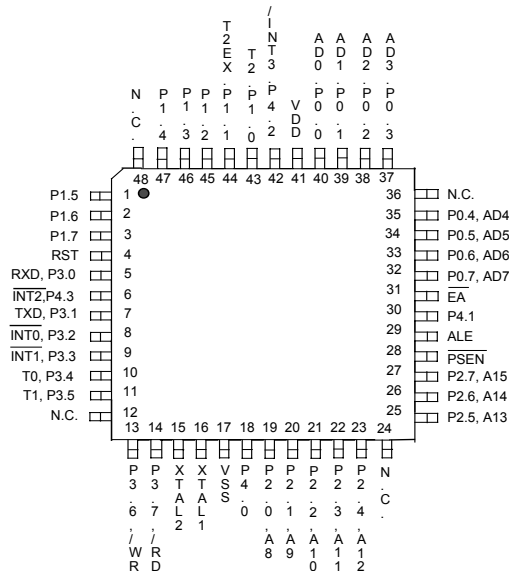 N.C.
P1.4
P1.3
P1.2
T2EX.P1.1
T2.P1.0
/INT3.P4.2
VDD
AD0.P0.0
AD1.P0.1
AD2.P0.2
AD3.P0.3
48 47 46 45 44 43 42 41 40 39 38 37
P1.5 1
P1.6 2
P1.7 3
RST 4
RXD, P3.0 5
INT2,P4.3 6
TXD, P3.1 7
INT0, P3.2 8
INT1, P3.3 9
T0, P3.4 10
T1, P3.5 11
N.C. 12
36 N.C.
35 P0.4, AD4
34 P0.5, AD5
33 P0.6, AD6
32 P0.7, AD7
31 EA
30 P4.1
29 ALE
28 PSEN
27 P2.7, A15
26 P2.6, A14
25 P2.5, A13
13 14 15 16 17 18 19 20 21 22 23 24
P3.6,/WR
P3.7,/RD
XTAL2
XTAL1
VSS
P4.0
P2.0,A8
P2.1,A9
P2.2,A10
P2.3,A11
P2.4,A12
N.C.